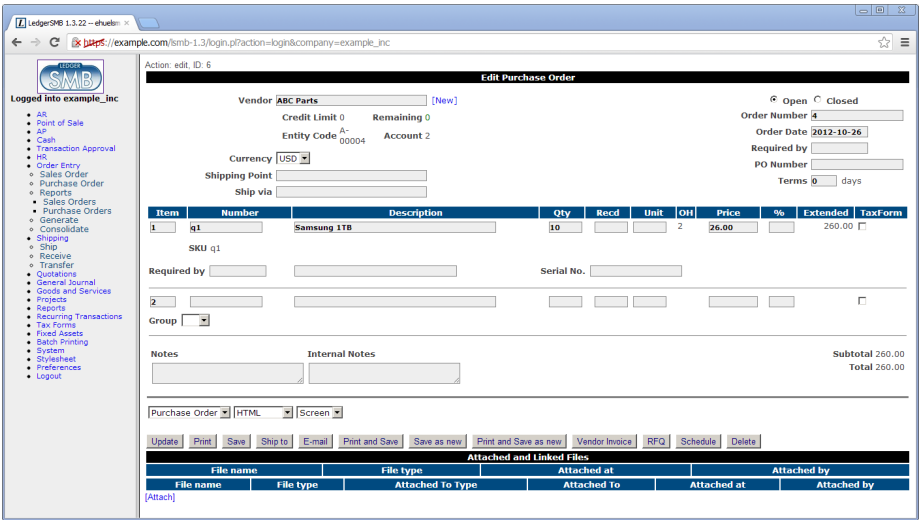 LedgerSMB 1.3.22 -- ehuelsm ×
https://example.com/lsmb-1.3/login.pl?action=login&company=example_inc
LEDGER
SMB
Logged into example_inc
AR
Point of Sale
AP
Cash
Transaction Approval
HR
Order Entry
Sales Order
Purchase Order
Reports
Sales Orders
Purchase Orders
Generate
Consolidate
Shipping
Ship
Receive
Transfer
Quotations
General Journal
Goods and Services
Projects
Reports
Recurring Transactions
Tax Forms
Fixed Assets
Batch Printing
System
Stylesheet
Preferences
Logout
Action: edit, ID: 6
Edit Purchase Order
Vendor ABC Parts [New]
Credit Limit 0 Remaining 0
Entity Code A-00004 Account 2
Currency USD
Shipping Point
Ship via
Open Closed
Order Number 4
Order Date 2012-10-26
Required by
PO Number
Terms 0 days
Item Number Description Qty Recd Unit OH Price % Extended TaxForm
1 q1 Samsung 1TB 10 2 26.00 260.00
SKU q1
Required by Serial No.
2
Group
Notes Internal Notes Subtotal 260.00
Total 260.00
Purchase Order HTML Screen
Update Print Save Ship to E-mail Print and Save Save as new Print and Save as new Vendor Invoice RFQ Schedule Delete
Attached and Linked Files
File name File type Attached at Attached by
File name File type Attached To Type Attached To Attached at Attached by
[Attach]